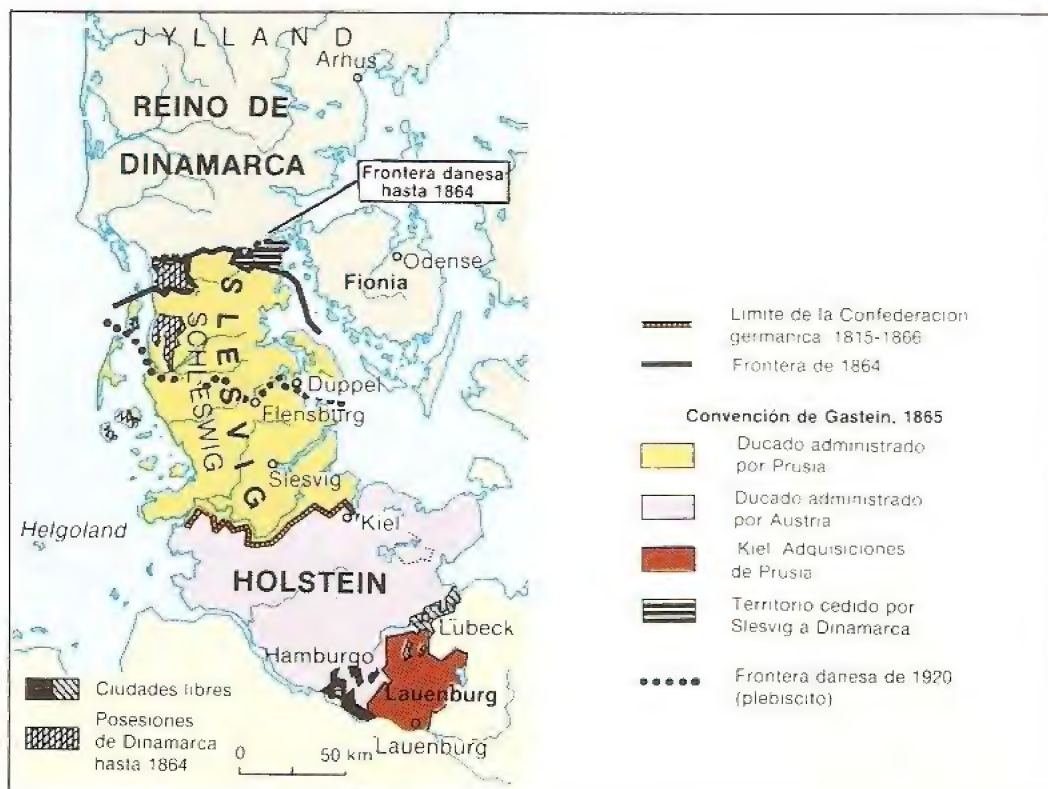 JYLLAND
Arhus
REINO DE
DINAMARCA
Frontera danesa
hasta 1864
Odense
Fionia
SLESVIG
SCHLESWIG
Duppel
Flensburg
Slesvig
Kiel
Helgoland
HOLSTEIN
Lübeck
Hamburgo
Lauenburg
Lauenburg
Ciudades libres
Posesiones
de Dinamarca
hasta 1864
0 50 km
Limite de la Confederacion
germanica 1815-1866
Frontera de 1864
Convención de Gastein, 1865
Ducado administrado
por Prusia
Ducado administrado
por Austria
Kiel Adquisiciones
de Prusia
Territorio cedido por
Slesvig a Dinamarca
Frontera danesa de 1920
(plebiscito)